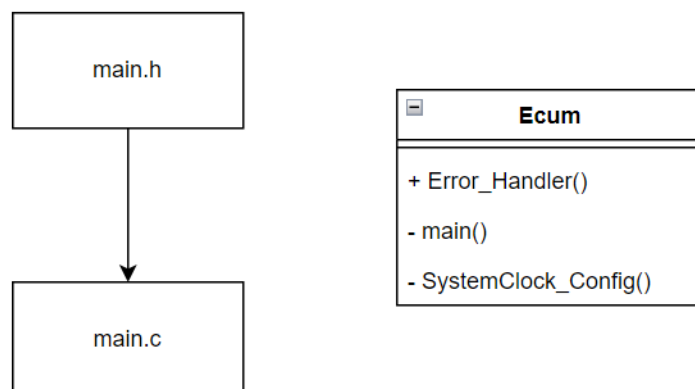 main.h
Ecum
+ Error_Handler()
- main()
- SystemClock_Config()
main.c